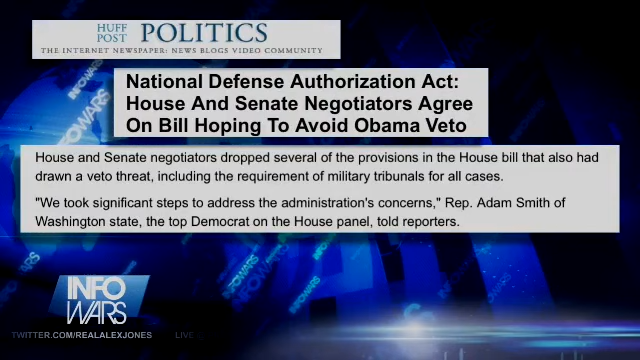 HUFF
POST POLITICS
THE INTERNET NEWSPAPER: NEWS BLOGS VIDEO COMMUNITY
INFOWARS
National Defense Authorization Act:
House And Senate Negotiators Agree
On Bill Hoping To Avoid Obama Veto
House and Senate negotiators dropped several of the provisions in the House bill that also had
drawn a veto threat, including the requirement of military tribunals for all cases.
"We took significant steps to address the administration's concerns," Rep. Adam Smith of
Washington state, the top Democrat on the House panel, told reporters.
INFO
WARS
TWITTER.COM/REALALEXJONES LIVE